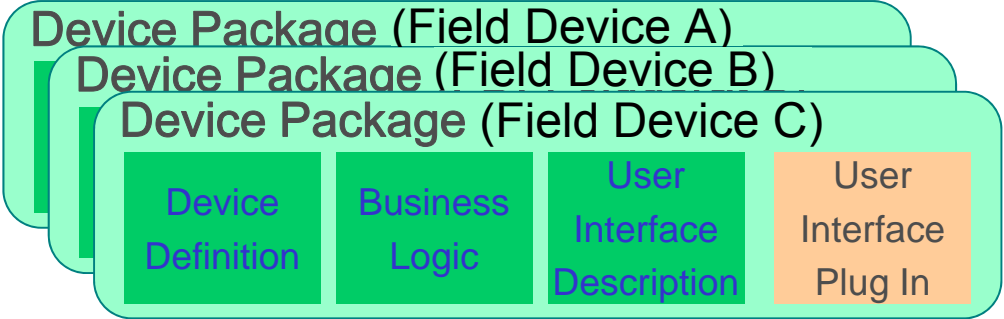 Device Package (Field Device A)
Device Package (Field Device B)
Device Package (Field Device C)
Device
Definition
Business
Logic
User
Interface
Description
User
Interface
Plug In